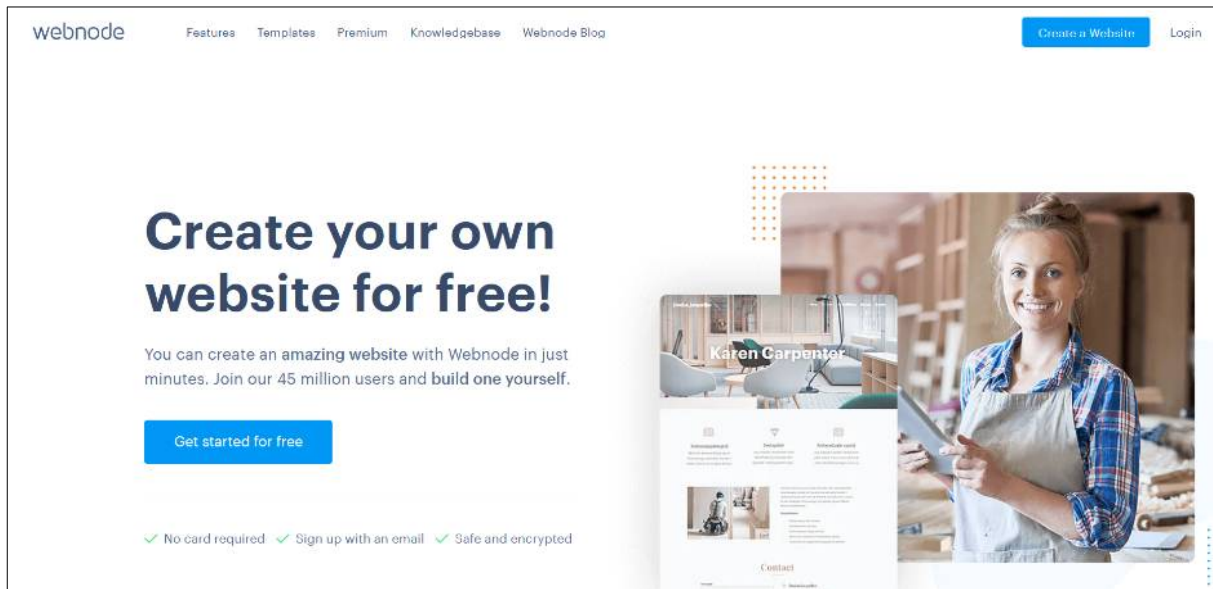 webnode
Features Templates Premium Knowledgebase Webnode Blog
Create a Website Login
Create your own
website for free!
You can create an amazing website with Webnode in just
minutes. Join our 45 million users and build one yourself.
Get started for free
No card required Sign up with an email Safe and encrypted
Karen Carpenter
Contact